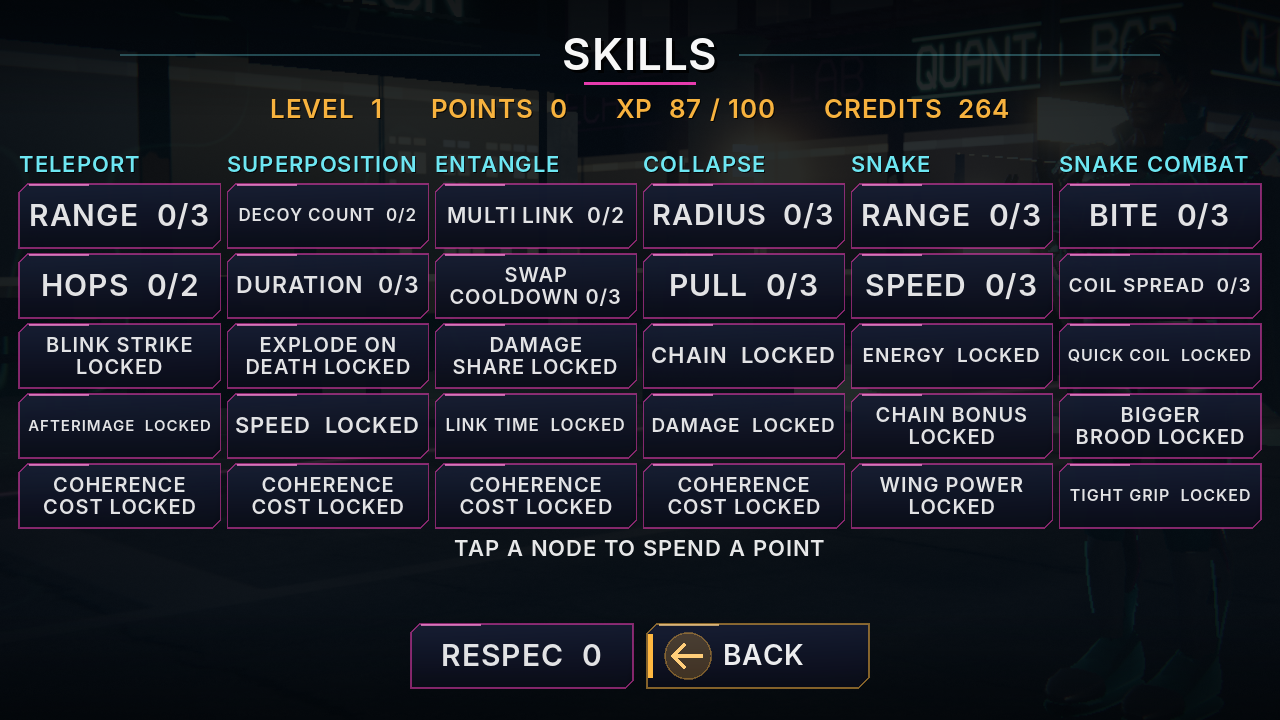 SKILLS
LEVEL 1 POINTS 0 XP 87 / 100 CREDITS 264
TELEPORT SUPERPOSITION ENTANGLE COLLAPSE SNAKE SNAKE COMBAT
RANGE 0/3
DECOY COUNT 0/2
MULTI LINK 0/2
RADIUS 0/3
RANGE 0/3
BITE 0/3
HOPS 0/2
DURATION 0/3
SWAP
COOLDOWN 0/3
PULL 0/3
SPEED 0/3
COIL SPREAD 0/3
BLINK STRIKE
LOCKED
EXPLODE ON
DEATH LOCKED
DAMAGE
SHARE LOCKED
CHAIN LOCKED
ENERGY LOCKED
QUICK COIL LOCKED
AFTERIMAGE LOCKED
SPEED LOCKED
LINK TIME LOCKED
DAMAGE LOCKED
CHAIN BONUS
LOCKED
BIGGER
BROOD LOCKED
COHERENCE
COST LOCKED
COHERENCE
COST LOCKED
COHERENCE
COST LOCKED
COHERENCE
COST LOCKED
WING POWER
LOCKED
TIGHT GRIP LOCKED
TAP A NODE TO SPEND A POINT
RESPEC 0
BACK